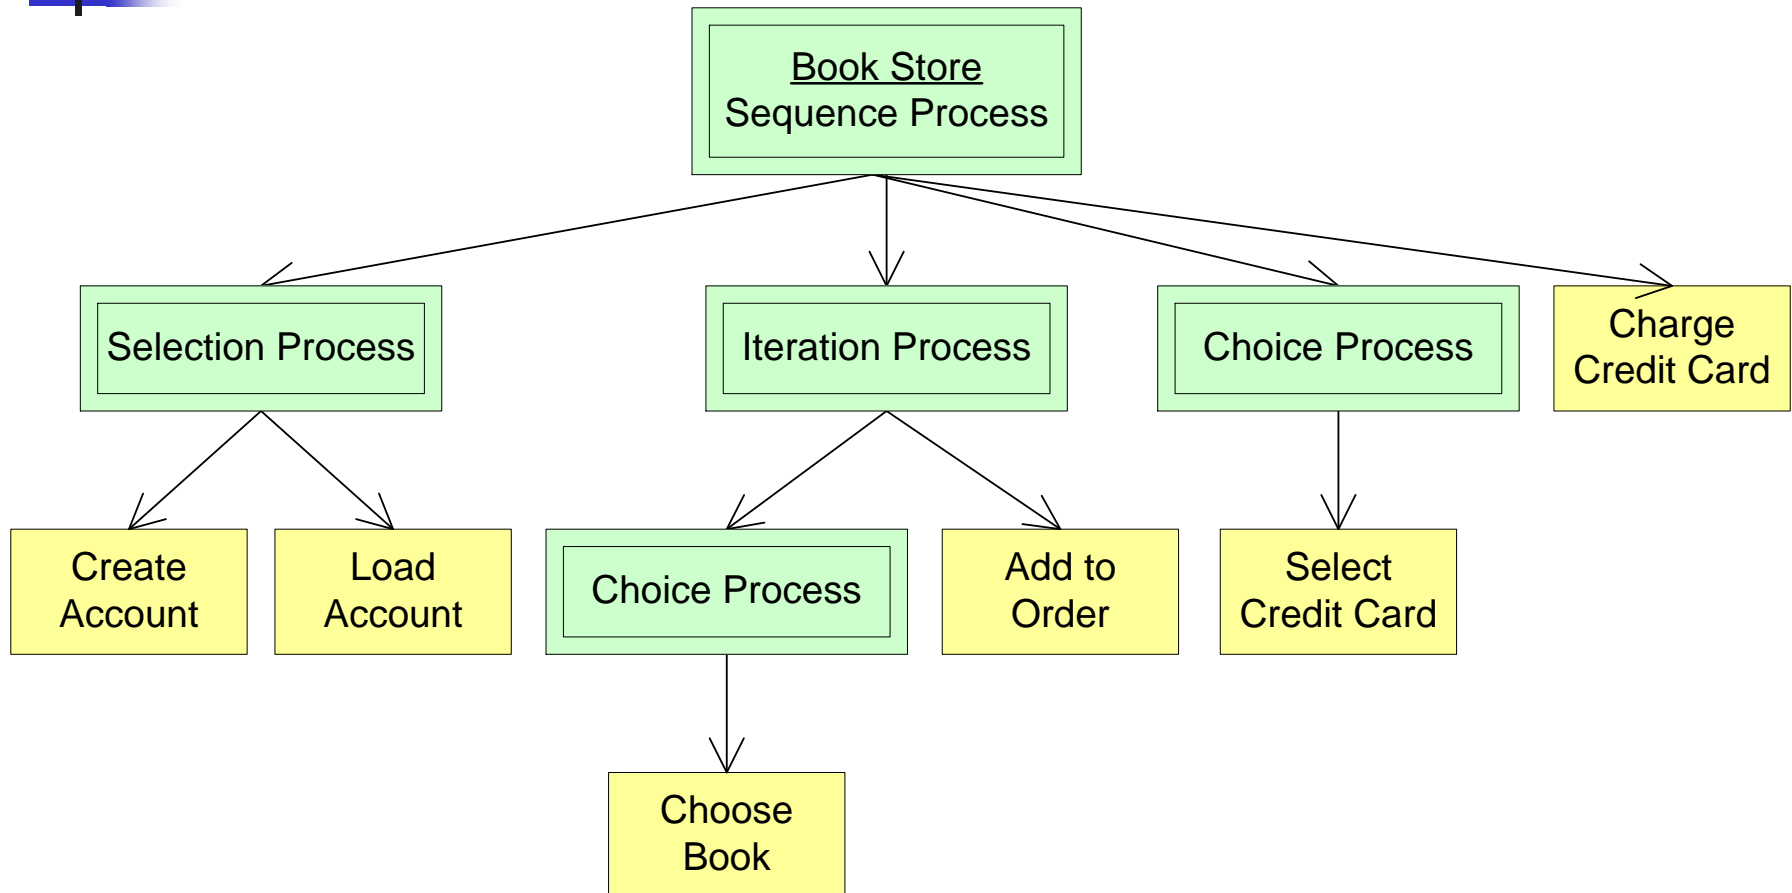 Book Store
Sequence Process
Selection Process
Iteration Process
Choice Process
Charge
Credit Card
Create
Account
Load
Account
Choice Process
Add to
Order
Select
Credit Card
Choose
Book